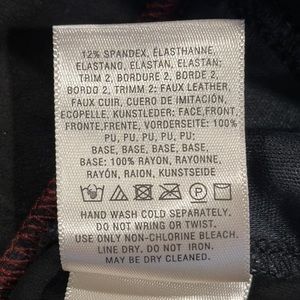 12% SPANDEX, ÉLASTHANNE,
ELASTANO, ELASTAN, ELASTAN;
TRIM 2, BORDURE 2, BORDE 2,
BORDO 2, TRIMM 2: FAUX LEATHER,
FAUX CUIR, CUERO DE IMITACIÓN,
ECOPELLE, KUNSTLEDER; FACE,FRONT,
FRONTE,FRENTE, VORDERSEITE: 100%
PU, PU, PU, PU, PU;
BASE, BASE, BASE, BASE,
BASE: 100% RAYON, RAYONNE,
RAYÓN, RAION, KUNSTSEIDE
HAND WASH COLD SEPARATELY.
DO NOT WRING OR TWIST.
USE ONLY NON-CHLORINE BLEACH.
LINE DRY. DO NOT IRON.
MAY BE DRY CLEANED.